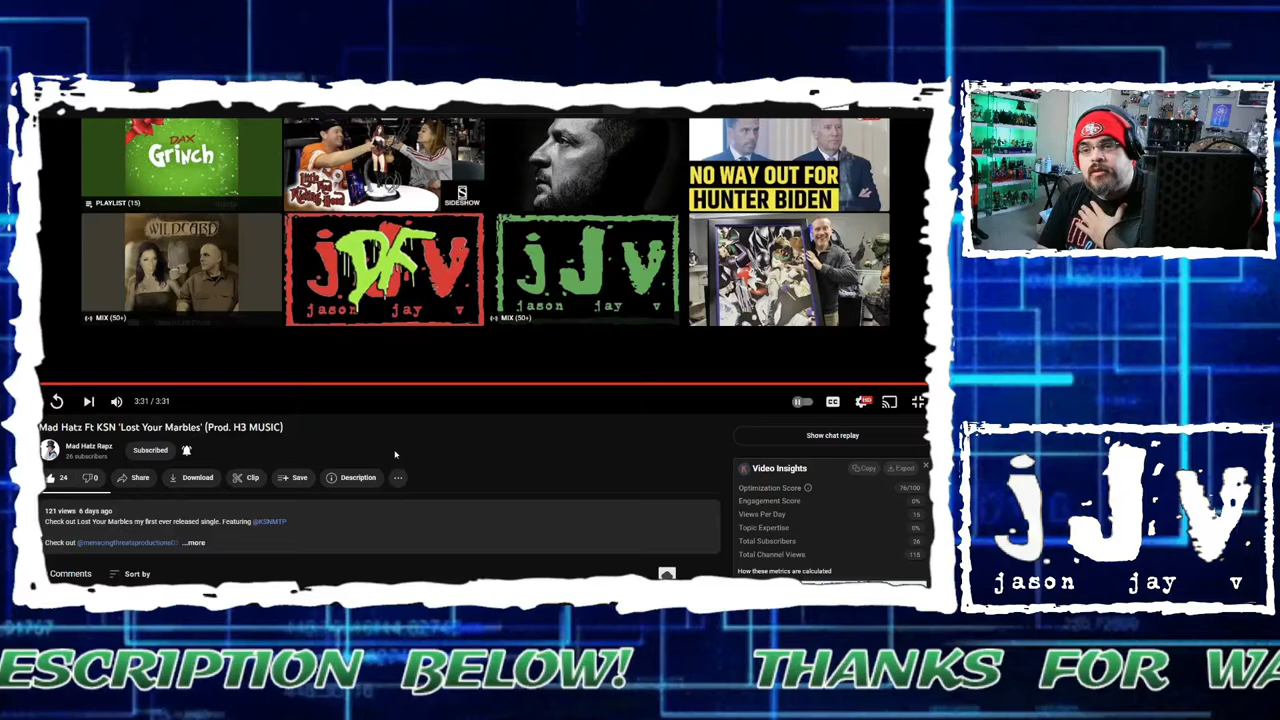 DAX
Grinch
PLAYLIST (15)
SIDESHOW
NO WAY OUT FOR
HUNTER BIDEN
WILDCARD
MIX (50+)
jJV
DF
jason jay v
jJV
jason jay v
MIX (50+)
3:31 / 3:31
CC
HD
Mad Hatz Ft KSN 'Lost Your Marbles' (Prod. H3 MUSIC)
Mad Hatz Rapz
26 subscribers
Subscribed
24
0
Share
Download
Clip
Save
Description
121 views 6 days ago
Check out Lost Your Marbles my first ever released single. Featuring @KSNMTP
Check out
...more
Comments
Sort by
Show chat replay
Video Insights
Copy
Export
Optimization Score 76/100
Engagement Score 0%
Views Per Day 15
Topic Expertise 0%
Total Subscribers 26
Total Channel Views 115
How these metrics are calculated
jJv
jason jay v
ESCRIPTION BELOW! THANKS FOR WA